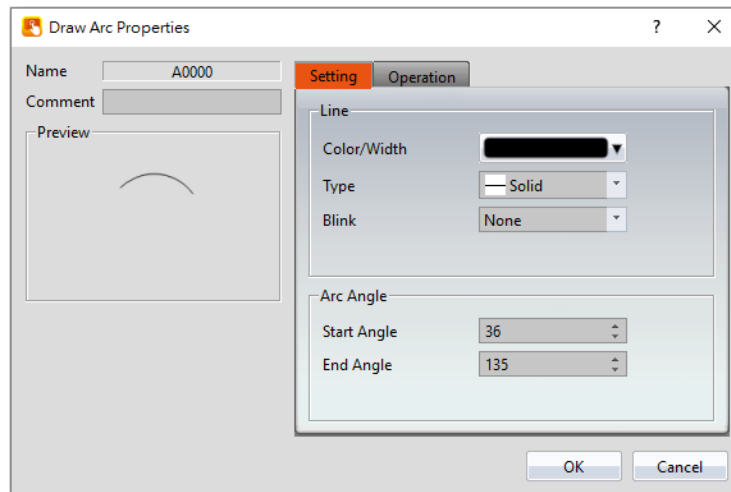 Draw Arc Properties
?
Name A0000
Comment
Preview
Setting Operation
Line
Color/Width
Type Solid
Blink None
Arc Angle
Start Angle 36
End Angle 135
OK Cancel